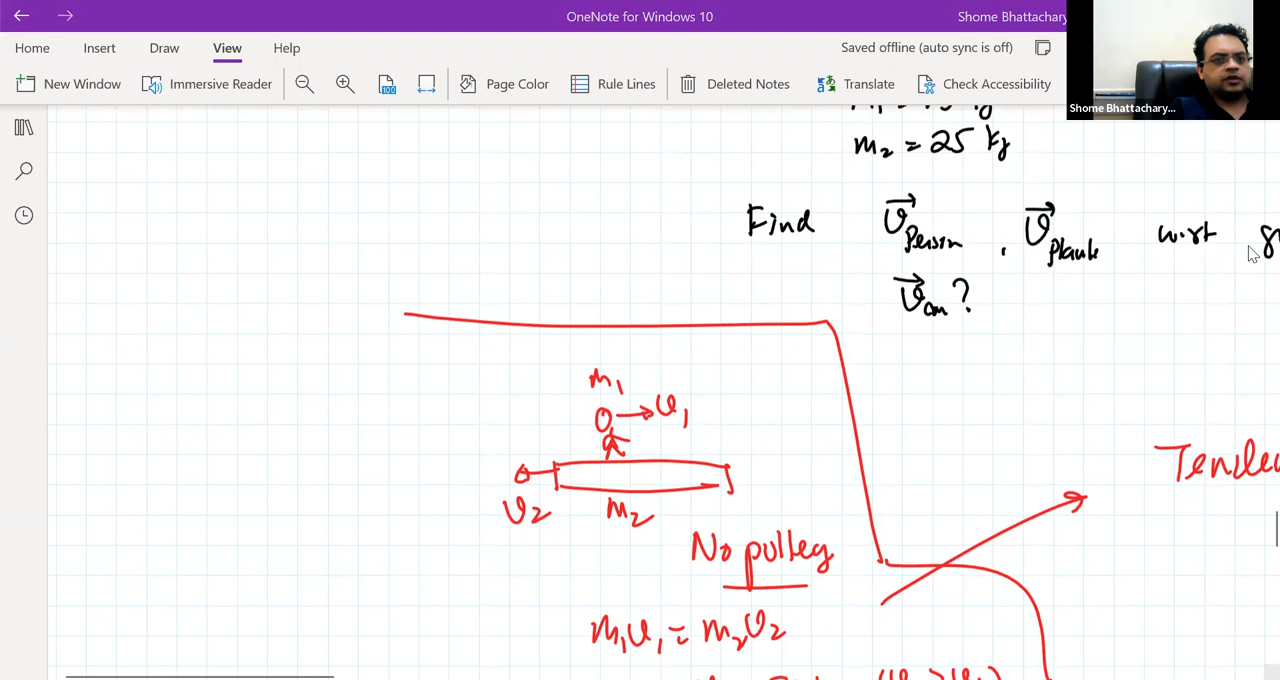 OneNote for Windows 10
Shome Bhattachary
Home Insert Draw View Help
Saved offline (auto sync is off)
New Window Immersive Reader Page Color Rule Lines Deleted Notes Translate Check Accessibility
Shome Bhattachary...
m₂ = 25 kg
Find v⃗Person, v⃗Plank w.r.t
v⃗cm?
m₁
v₁
v₂ m₂
Tenden
No pulley
m₁v₁ = m₂v₂